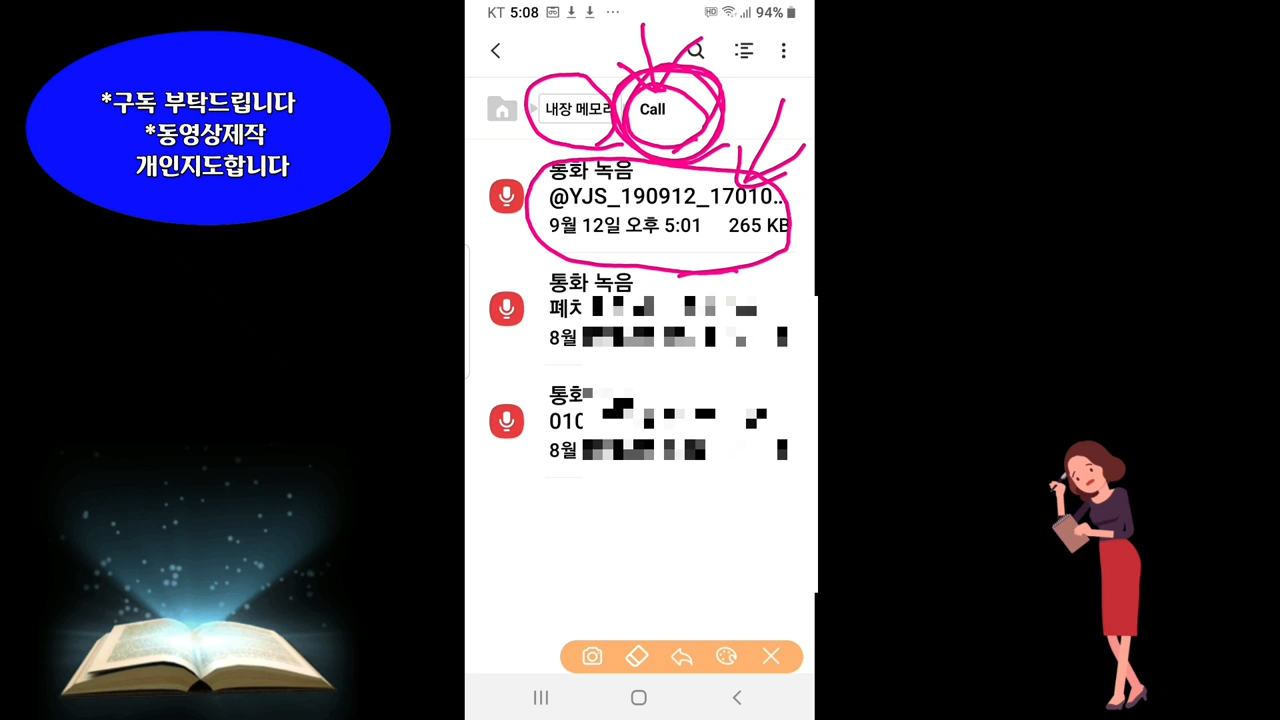 *구독 부탁드립니다
*동영상제작
개인지도합니다
KT 5:08
94%
내장 메모리
Call
통화 녹음
@YJS_190912_17010...
9월 12일 오후 5:01 265 KB
통화 녹음
8월
010
8월